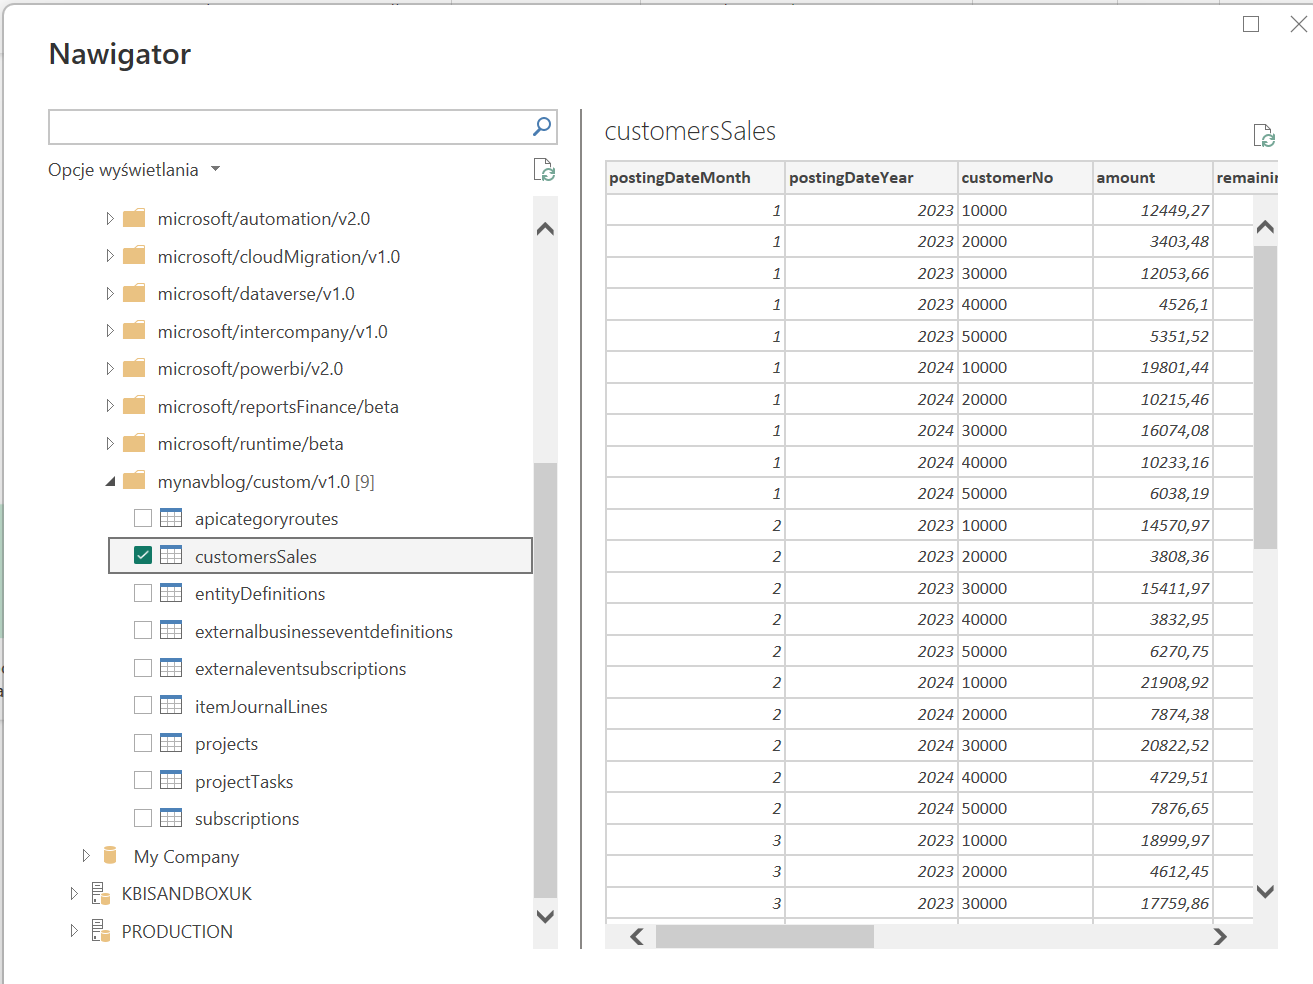 Nawigator
Opcje wyświetlania
microsoft/automation/v2.0
microsoft/cloudMigration/v1.0
microsoft/dataverse/v1.0
microsoft/intercompany/v1.0
microsoft/powerbi/v2.0
microsoft/reportsFinance/beta
microsoft/runtime/beta
mynavblog/custom/v1.0 [9]
apicategoryroutes
customersSales
entityDefinitions
externalbusinesseventdefinitions
externaleventsubscriptions
itemJournalLines
projects
projectTasks
subscriptions
My Company
KBISANDBOXUK
PRODUCTION
customersSales
postingDateMonth postingDateYear customerNo amount remainin
1 2023 10000 12449,27
1 2023 20000 3403,48
1 2023 30000 12053,66
1 2023 40000 4526,1
1 2023 50000 5351,52
1 2024 10000 19801,44
1 2024 20000 10215,46
1 2024 30000 16074,08
1 2024 40000 10233,16
1 2024 50000 6038,19
2 2023 10000 14570,97
2 2023 20000 3808,36
2 2023 30000 15411,97
2 2023 40000 3832,95
2 2023 50000 6270,75
2 2024 10000 21908,92
2 2024 20000 7874,38
2 2024 30000 20822,52
2 2024 40000 4729,51
2 2024 50000 7876,65
3 2023 10000 18999,97
3 2023 20000 4612,45
3 2023 30000 17759,86